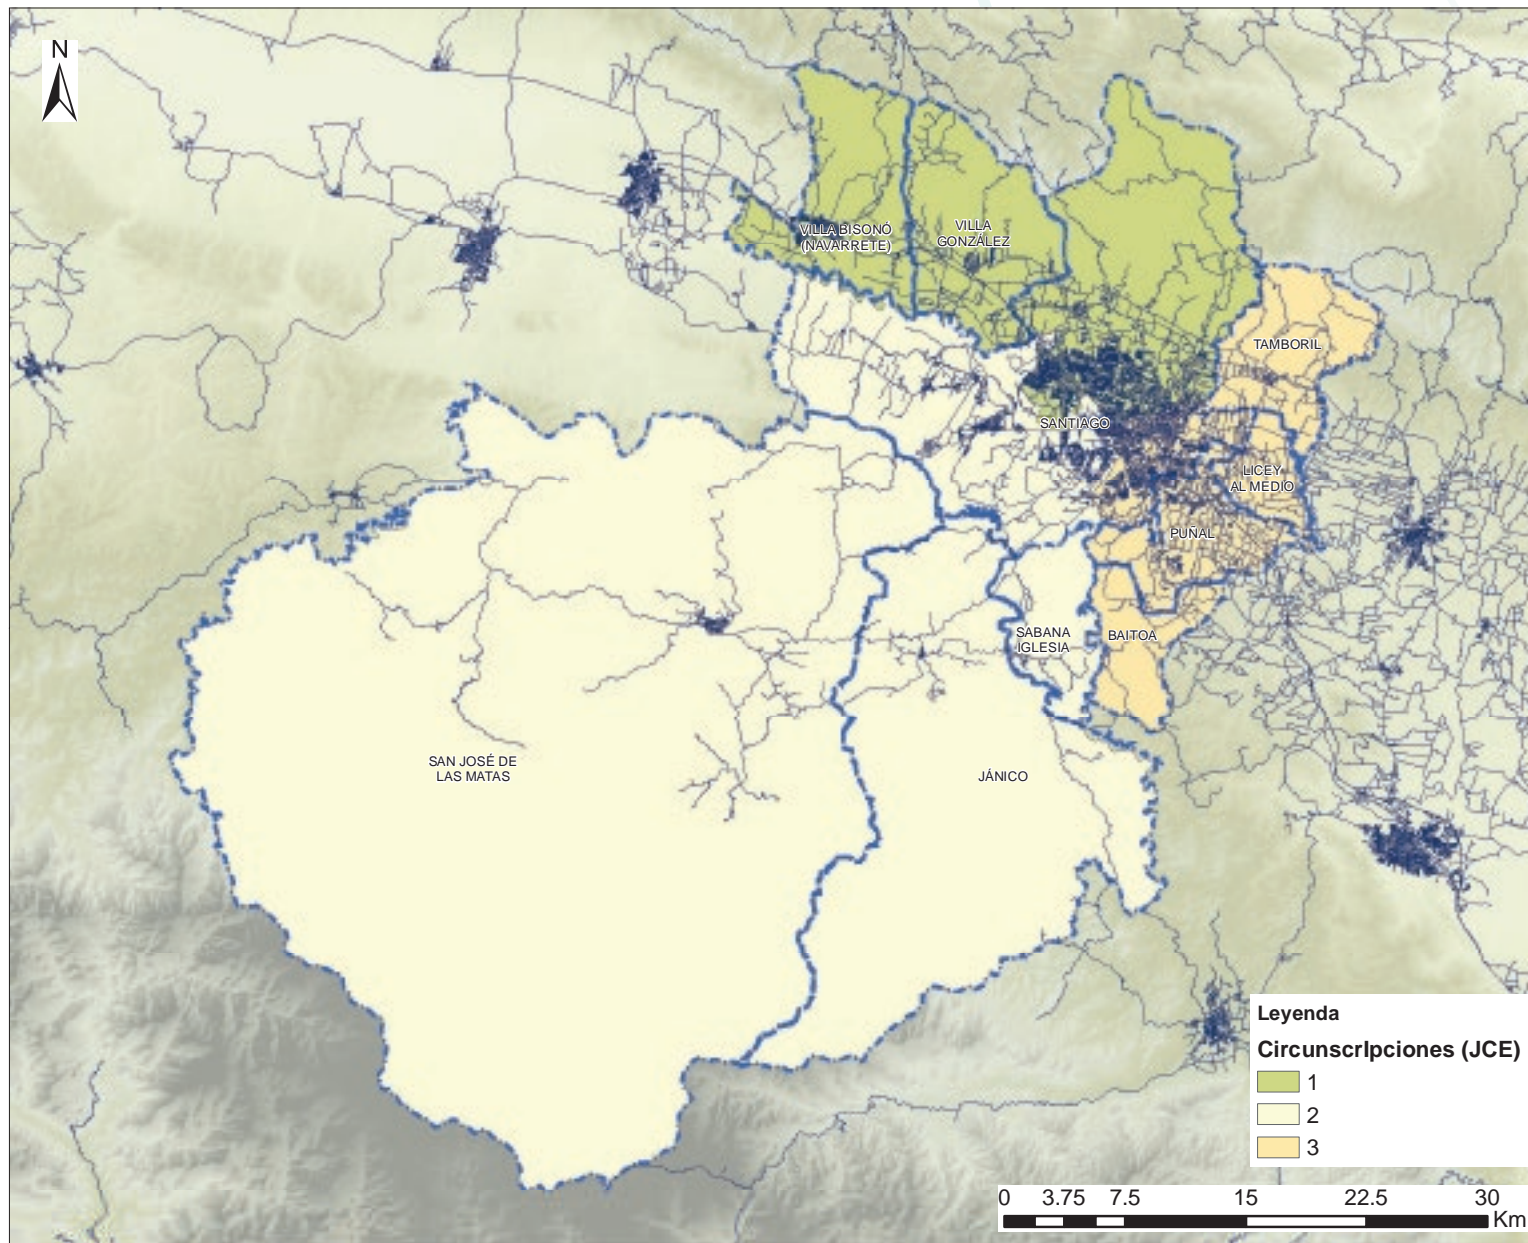 N
VILLA BISONÓ
(NAVARRETE)
VILLA
GONZÁLEZ
TAMBORIL
SANTIAGO
LICEY
AL MEDIO
PUÑAL
SABANA
IGLESIA
BAITOA
SAN JOSÉ DE
LAS MATAS
JÁNICO
Leyenda
CircunscrIpciones (JCE)
1
2
3
0 3.75 7.5 15 22.5 30
Km